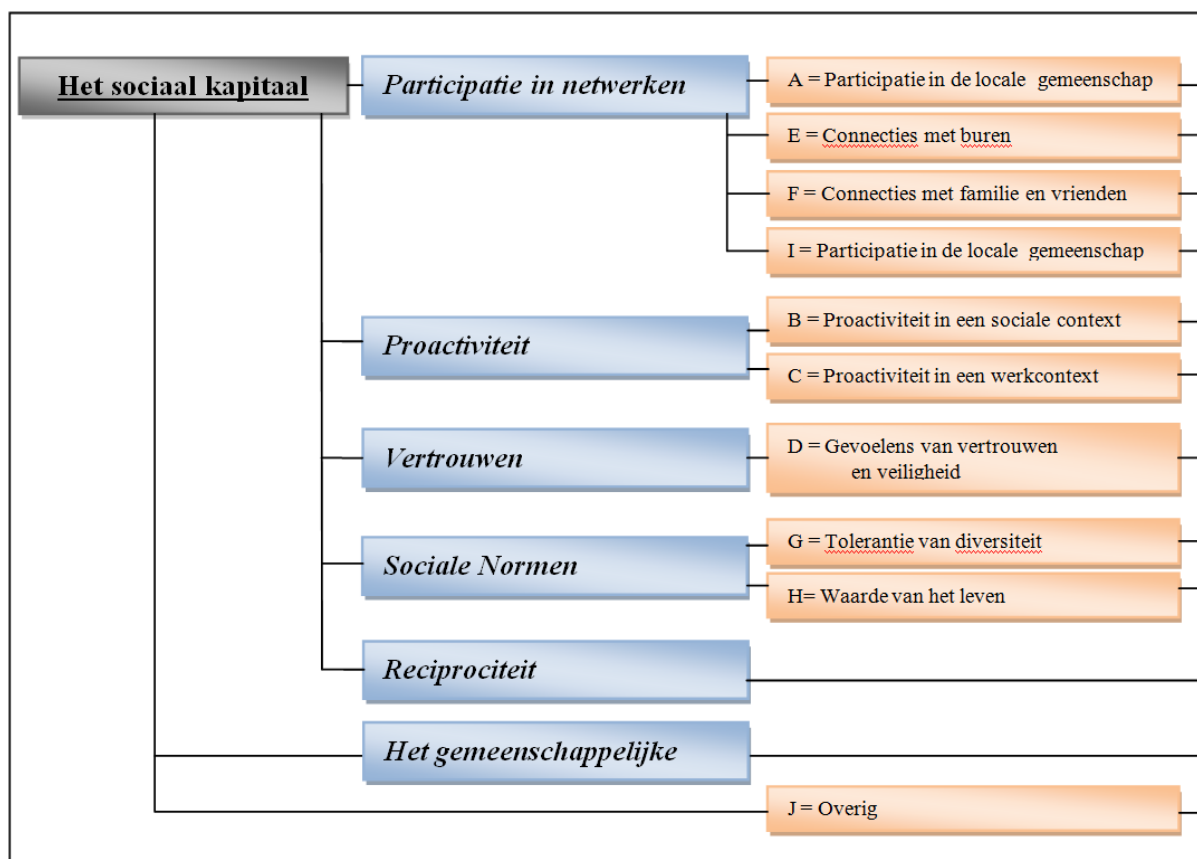 Het sociaal kapitaal
Participatie in netwerken
A = Participatie in de locale gemeenschap
E = Connecties met buren
F = Connecties met familie en vrienden
I = Participatie in de locale gemeenschap
Proactiviteit
B = Proactiviteit in een sociale context
C = Proactiviteit in een werkcontext
Vertrouwen
D = Gevoelens van vertrouwen
en veiligheid
Sociale Normen
G = Tolerantie van diversiteit
H= Waarde van het leven
Reciprociteit
Het gemeenschappelijke
J = Overig